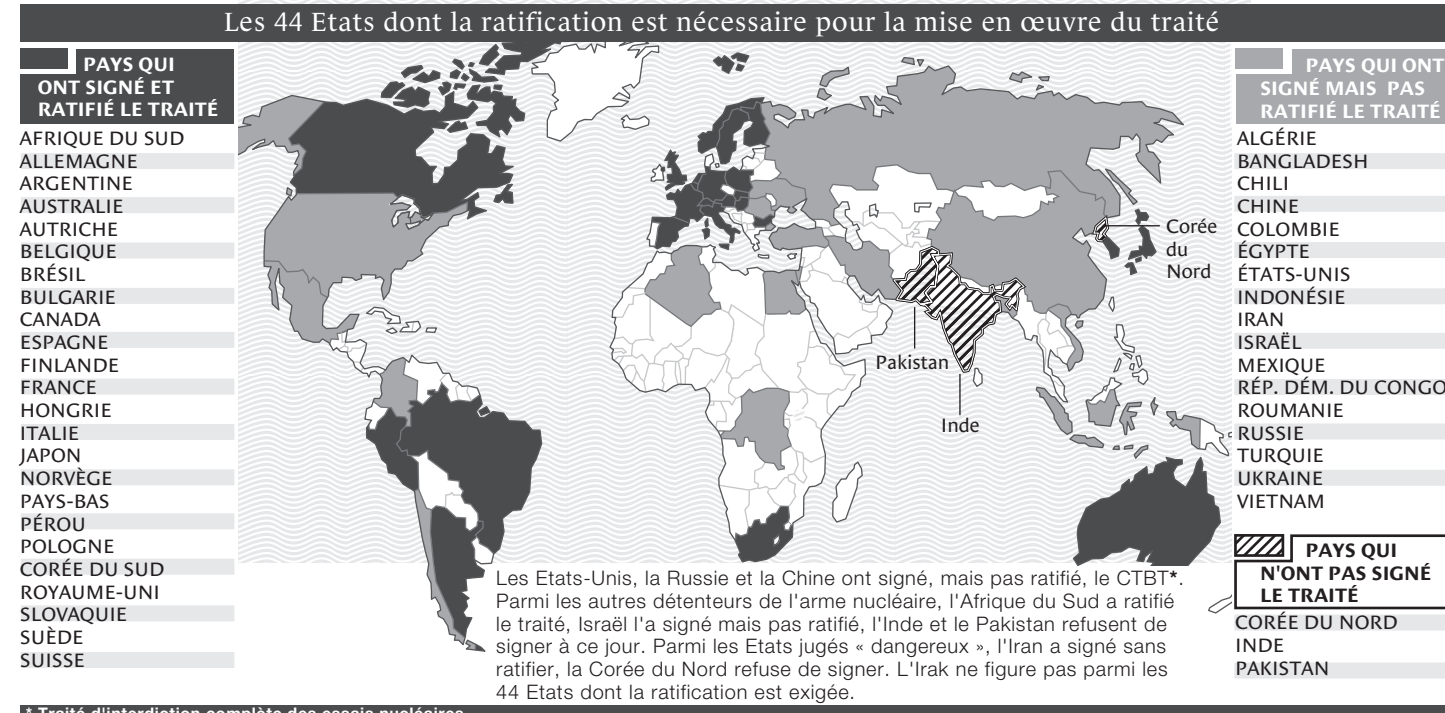 Les 44 Etats dont la ratification est nécessaire pour la mise en œuvre du traité
PAYS QUI
ONT SIGNÉ ET
RATIFIÉ LE TRAITÉ
AFRIQUE DU SUD
ALLEMAGNE
ARGENTINE
AUSTRALIE
AUTRICHE
BELGIQUE
BRÉSIL
BULGARIE
CANADA
ESPAGNE
FINLANDE
FRANCE
HONGRIE
ITALIE
JAPON
NORVÈGE
PAYS-BAS
PÉROU
POLOGNE
CORÉE DU SUD
ROYAUME-UNI
SLOVAQUIE
SUÈDE
SUISSE
Corée
du
Nord
Pakistan
Inde
PAYS QUI ONT
SIGNÉ MAIS PAS
RATIFIÉ LE TRAITÉ
ALGÉRIE
BANGLADESH
CHILI
CHINE
COLOMBIE
ÉGYPTE
ÉTATS-UNIS
INDONÉSIE
IRAN
ISRAËL
MEXIQUE
RÉP. DÉM. DU CONGO
ROUMANIE
RUSSIE
TURQUIE
UKRAINE
VIETNAM
PAYS QUI
N'ONT PAS SIGNÉ
LE TRAITÉ
CORÉE DU NORD
INDE
PAKISTAN
Les Etats-Unis, la Russie et la Chine ont signé, mais pas ratifié, le CTBT*.
Parmi les autres détenteurs de l'arme nucléaire, l'Afrique du Sud a ratifié
le traité, Israël l'a signé mais pas ratifié, l'Inde et le Pakistan refusent de
signer à ce jour. Parmi les Etats jugés « dangereux », l'Iran a signé sans
ratifier, la Corée du Nord refuse de signer. L'Irak ne figure pas parmi les
44 Etats dont la ratification est exigée.
* Traité d'interdiction complète des essais nucléaires